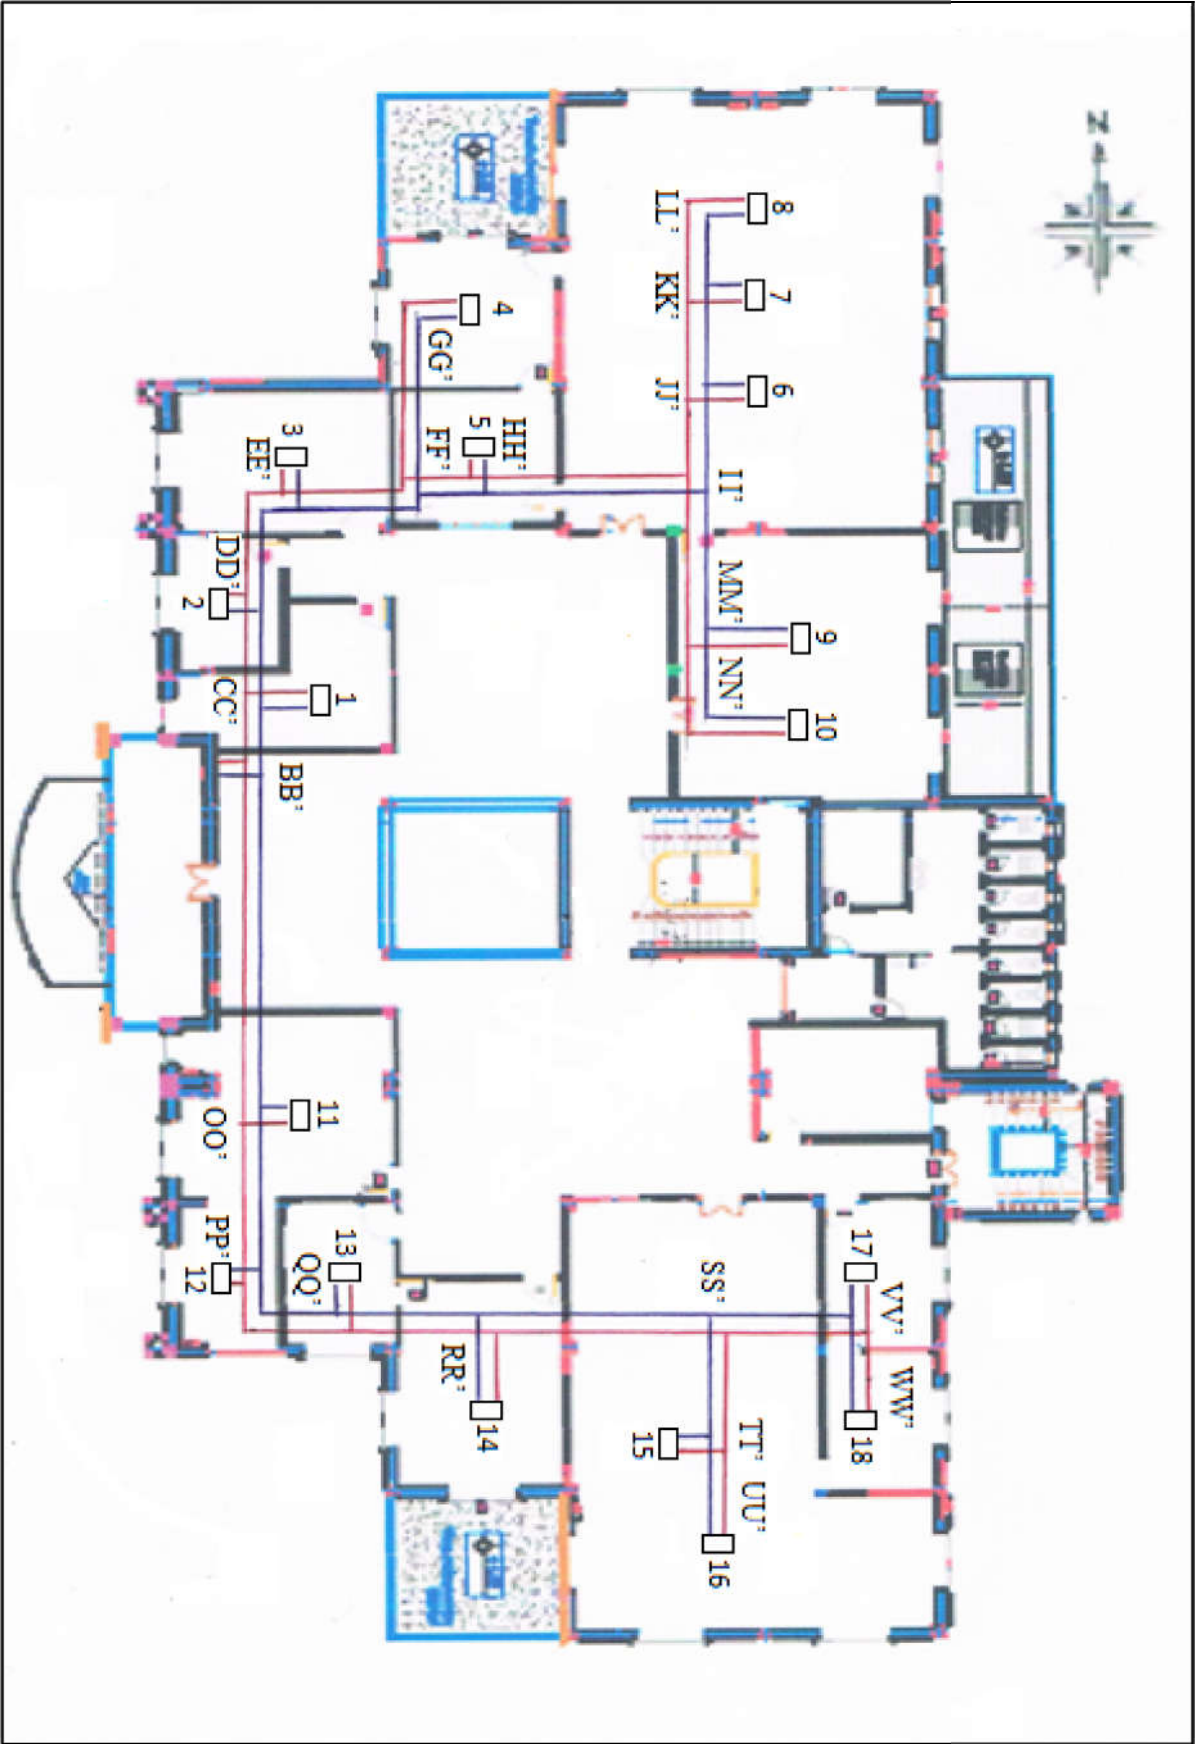 N
8
LL'
7
KK'
6
JJ'
4
GG'
HH'
5
FF'
3
EE'
II'
DD'
2
MM'
9
NN'
10
CC'
1
BB'
11
OO'
PP'
12
13
QQ'
SS'
17
VV'
RR'
14
WW'
18
TT'
15
UU'
16